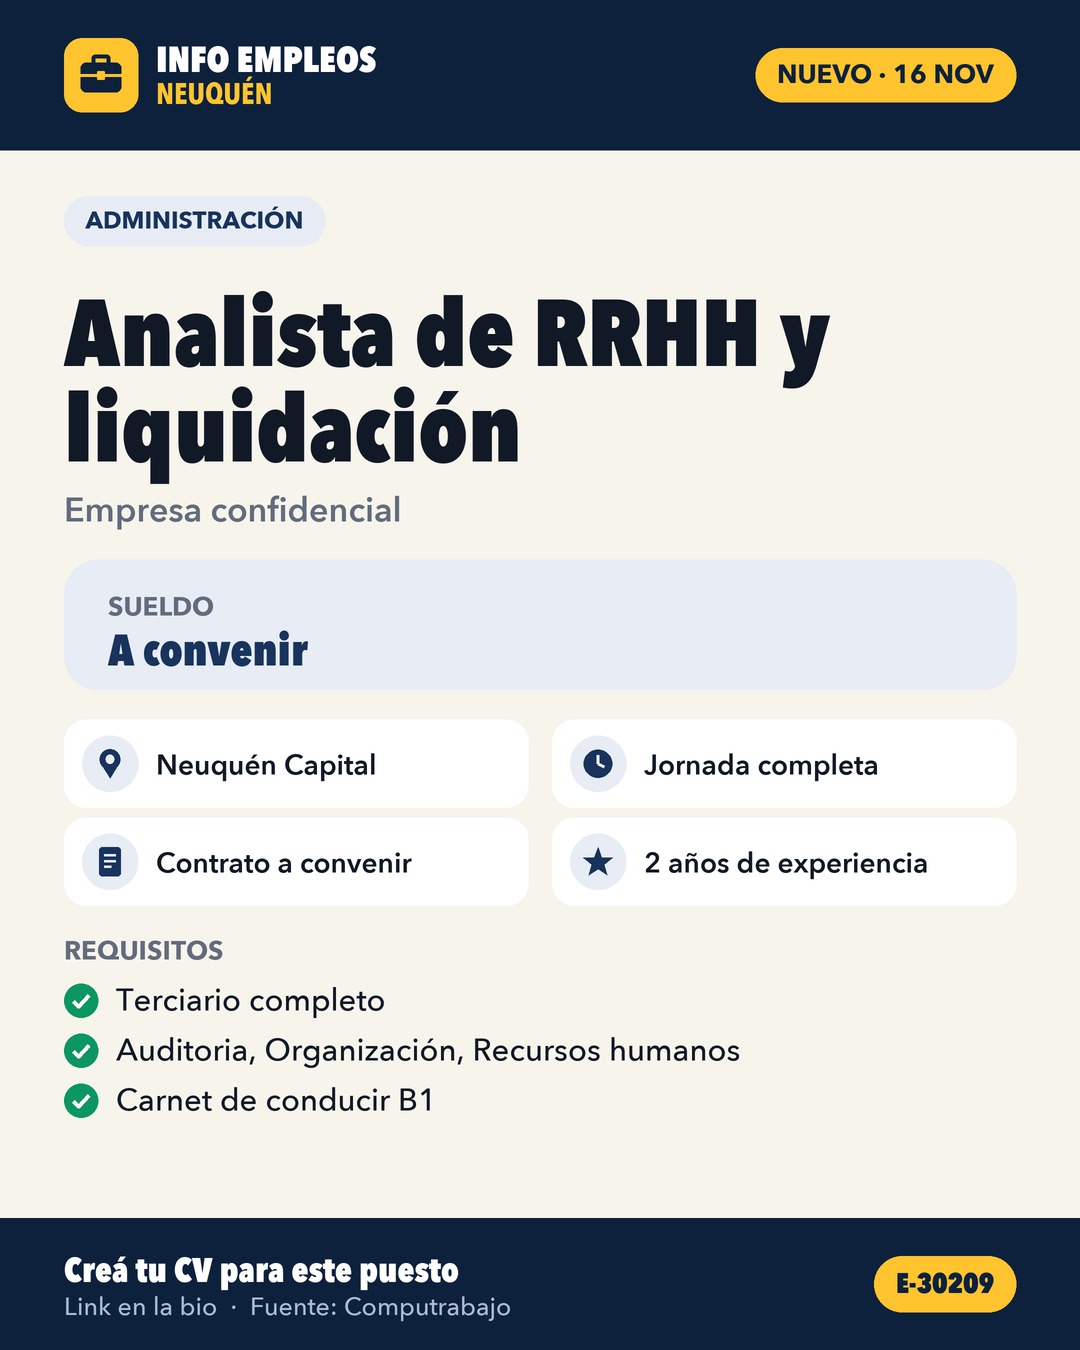 INFO EMPLEOS
NEUQUÉN
NUEVO · 16 NOV
ADMINISTRACIÓN
Analista de RRHH y
liquidación
Empresa confidencial
SUELDO
A convenir
Neuquén Capital
Jornada completa
Contrato a convenir
2 años de experiencia
REQUISITOS
Terciario completo
Auditoria, Organización, Recursos humanos
Carnet de conducir B1
Creá tu CV para este puesto
Link en la bio · Fuente: Computrabajo
E-30209